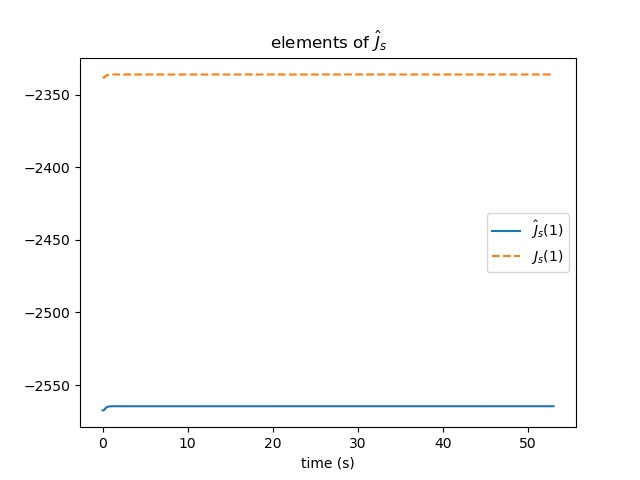 elements of $\hat{J}_s$
−2350
−2400
−2450
−2500
−2550
$\hat{J}_s(1)$
$J_s(1)$
0 10 20 30 40 50
time (s)